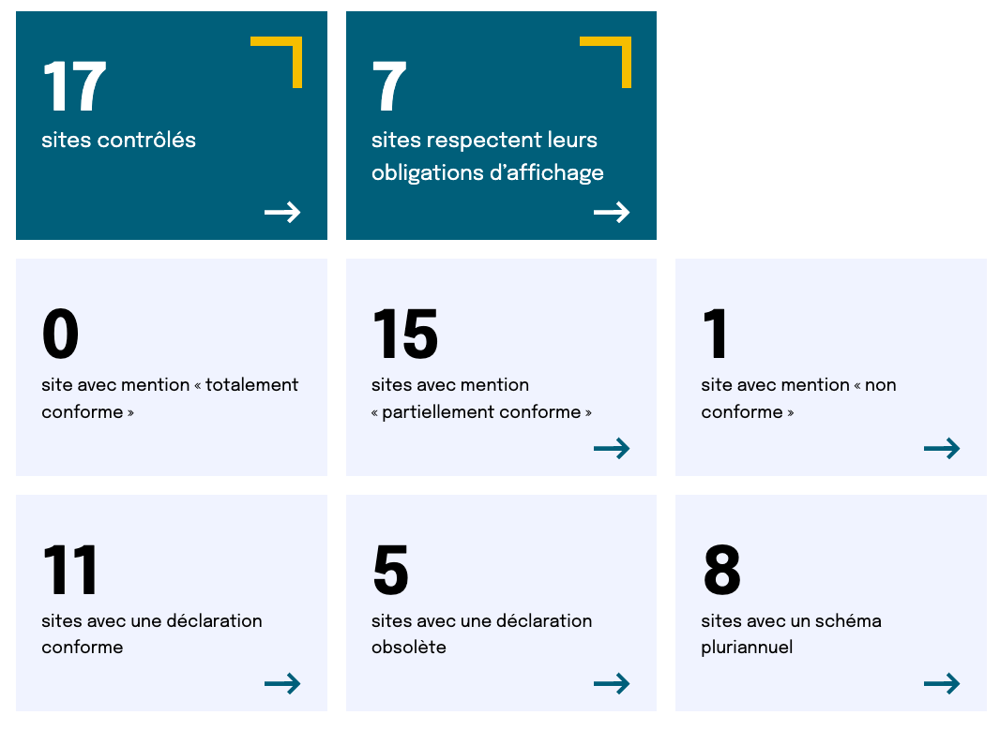 17
sites contrôlés
7
sites respectent leurs
obligations d’affichage
0
site avec mention « totalement
conforme »
15
sites avec mention
« partiellement conforme »
1
site avec mention « non
conforme »
11
sites avec une déclaration
conforme
5
sites avec une déclaration
obsolète
8
sites avec un schéma
pluriannuel